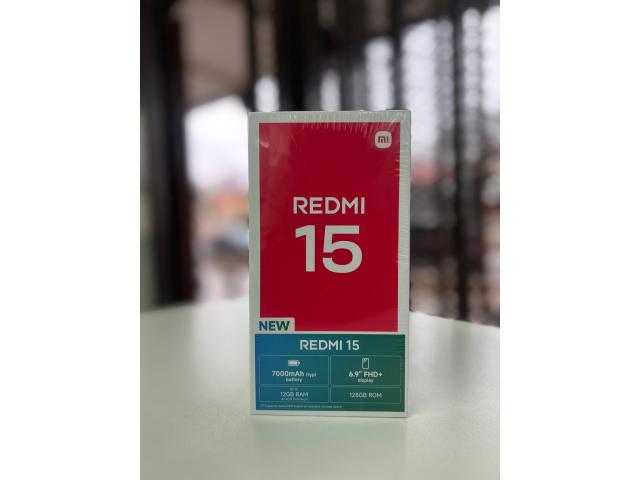 mi
REDMI
15
NEW
REDMI 15
7000mAh (typ)
battery
6.9" FHD+
display
12GB RAM
128GB ROM